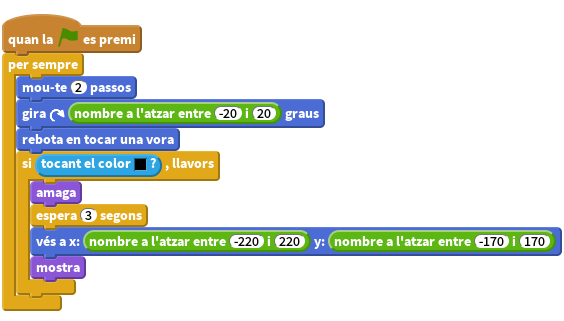 quan la es premi
per sempre
mou-te 2 passos
gira nombre a l'atzar entre -20 i 20 graus
rebota en tocar una vora
si tocant el color ? , llavors
amaga
espera 3 segons
vés a x: nombre a l'atzar entre -220 i 220 y: nombre a l'atzar entre -170 i 170
mostra